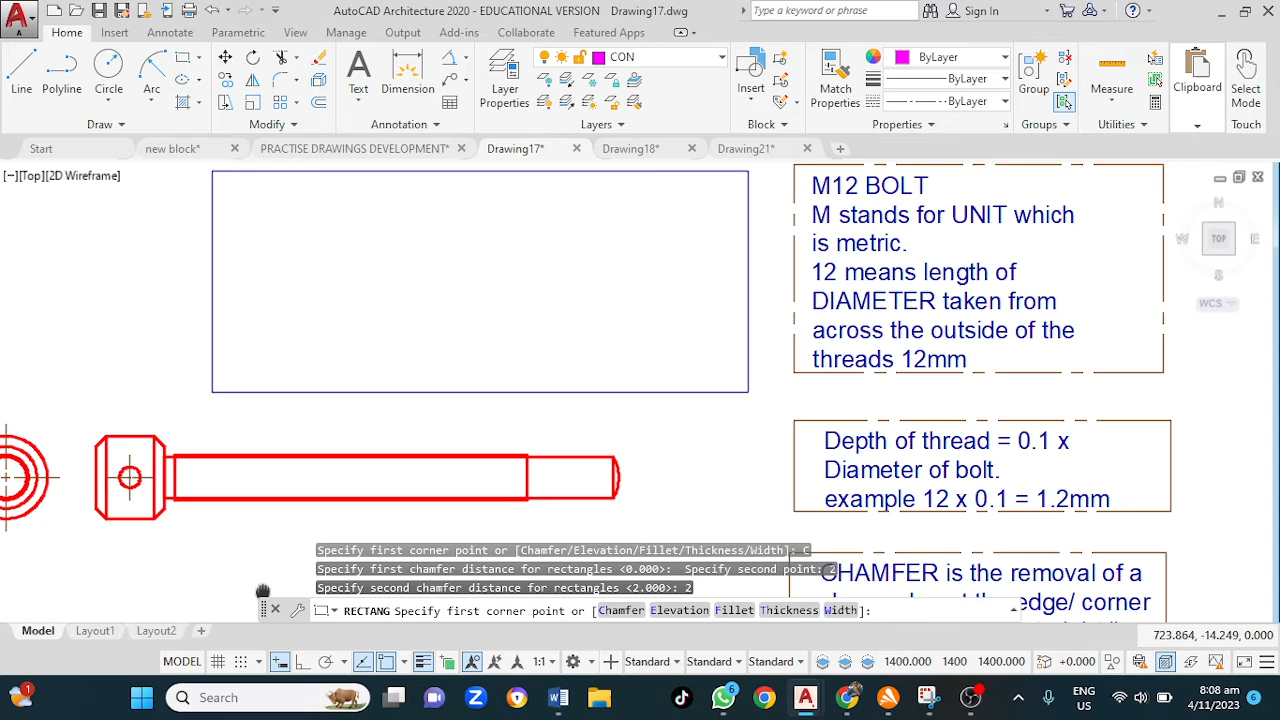 AutoCAD Architecture 2020 - EDUCATIONAL VERSION Drawing17.dwg
Type a keyword or phrase
Sign In
Home Insert Annotate Parametric View Manage Output Add-ins Collaborate Featured Apps
Line Polyline Circle Arc
Text Dimension
Layer Properties
CON
Insert
Match Properties
ByLayer
ByLayer
ByLayer
Group
Measure
Clipboard
Select Mode
Draw Modify Annotation Layers Block Properties Groups Utilities Touch
Start new block* PRACTISE DRAWINGS DEVELOPMENT* Drawing17* Drawing18* Drawing21*
[−][Top][2D Wireframe]
N
W TOP E
S
WCS
M12 BOLT
M stands for UNIT which
is metric.
12 means length of
DIAMETER taken from
across the outside of the
threads 12mm
Depth of thread = 0.1 x
Diameter of bolt.
example 12 x 0.1 = 1.2mm
CHAMFER is the removal of a
edge/ corner
Specify first corner point or [Chamfer/Elevation/Fillet/Thickness/Width]: C
Specify first chamfer distance for rectangles <0.000>: Specify second point: 2
Specify second chamfer distance for rectangles <2.000>: 2
RECTANG Specify first corner point or [Chamfer Elevation Fillet Thickness Width]:
Model Layout1 Layout2
723.864, -14.249, 0.000
MODEL 1:1 Standard Standard Standard 1400.000 1400 1000.000 +0.000
Search
ENG
US
8:08 am